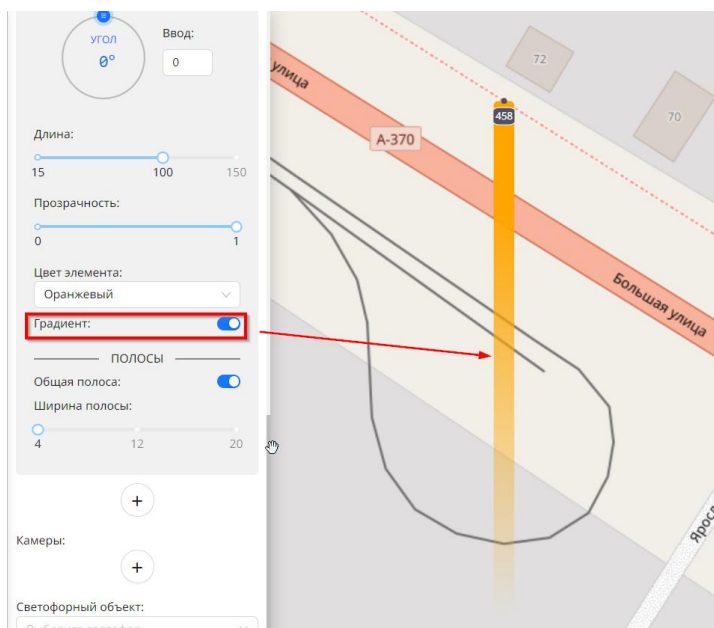 УГОЛ
0°
Ввод:
0
Длина:
15 100 150
Прозрачность:
0 1
Цвет элемента:
Оранжевый
Градиент:
ПОЛОСЫ
Общая полоса:
Ширина полосы:
4 12 20
+
Камеры:
+
Светофорный объект:
улица
А-370
458
72
70
Большая улица
Яросл